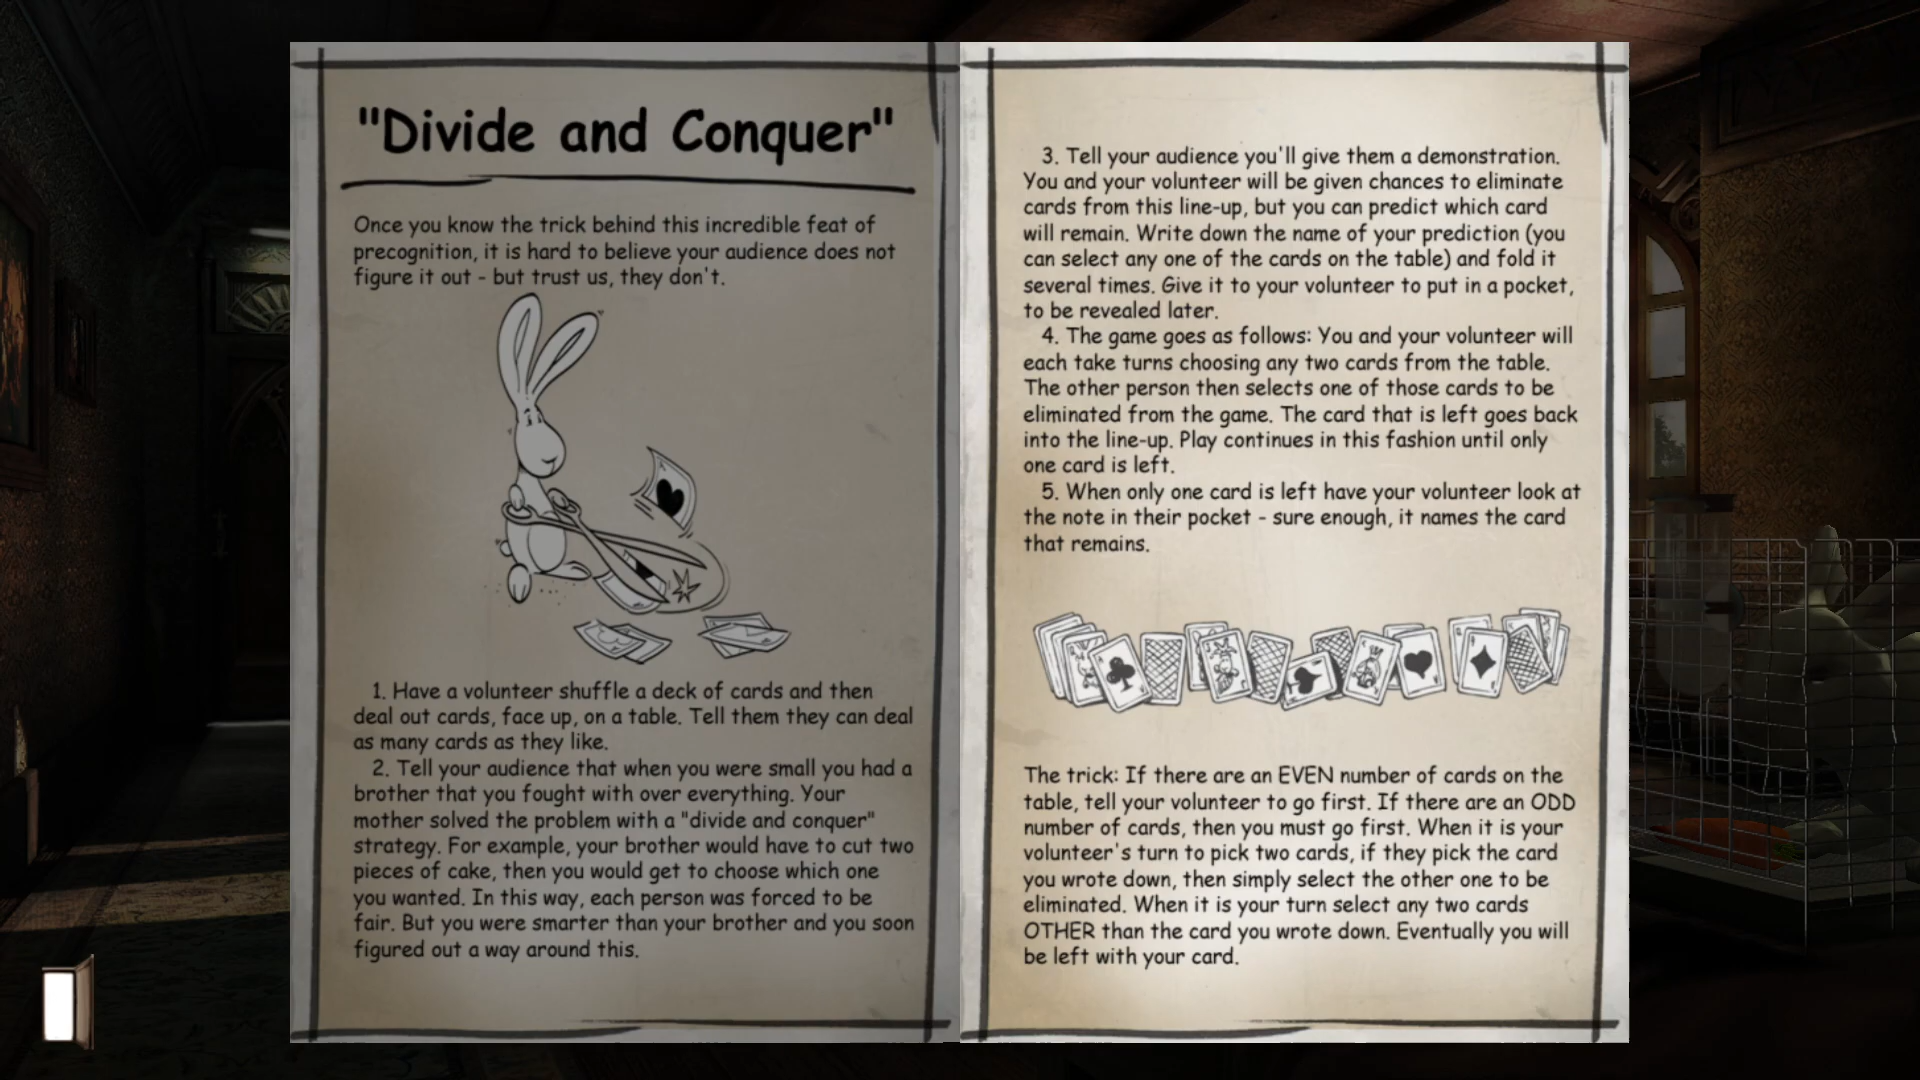 "Divide and Conquer"
Once you know the trick behind this incredible feat of
precognition, it is hard to believe your audience does not
figure it out - but trust us, they don't.
1. Have a volunteer shuffle a deck of cards and then
deal out cards, face up, on a table. Tell them they can deal
as many cards as they like.
2. Tell your audience that when you were small you had a
brother that you fought with over everything. Your
mother solved the problem with a "divide and conquer"
strategy. For example, your brother would have to cut two
pieces of cake, then you would get to choose which one
you wanted. In this way, each person was forced to be
fair. But you were smarter than your brother and you soon
figured out a way around this.
3. Tell your audience you'll give them a demonstration.
You and your volunteer will be given chances to eliminate
cards from this line-up, but you can predict which card
will remain. Write down the name of your prediction (you
can select any one of the cards on the table) and fold it
several times. Give it to your volunteer to put in a pocket,
to be revealed later.
4. The game goes as follows: You and your volunteer will
each take turns choosing any two cards from the table.
The other person then selects one of those cards to be
eliminated from the game. The card that is left goes back
into the line-up. Play continues in this fashion until only
one card is left.
5. When only one card is left have your volunteer look at
the note in their pocket - sure enough, it names the card
that remains.
The trick: If there are an EVEN number of cards on the
table, tell your volunteer to go first. If there are an ODD
number of cards, then you must go first. When it is your
volunteer's turn to pick two cards, if they pick the card
you wrote down, then simply select the other one to be
eliminated. When it is your turn select any two cards
OTHER than the card you wrote down. Eventually you will
be left with your card.